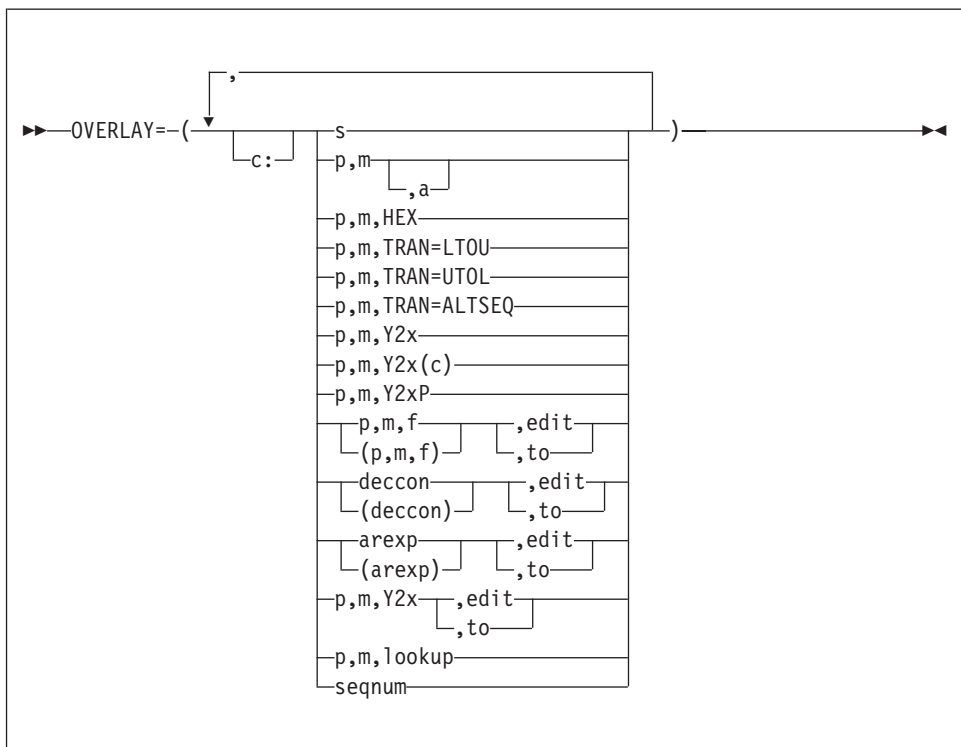 ,
OVERLAY= ( c: s )
p,m ,a
p,m,HEX
p,m,TRAN=LTOU
p,m,TRAN=UTOL
p,m,TRAN=ALTSEQ
p,m,Y2x
p,m,Y2x(c)
p,m,Y2xP
p,m,f ,edit
(p,m,f) ,to
deccon ,edit
(deccon) ,to
arexp ,edit
(arexp) ,to
p,m,Y2x ,edit
,to
p,m,lookup
seqnum